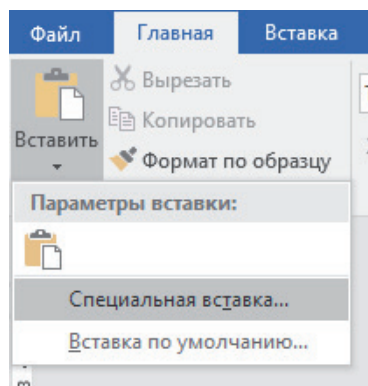 Файл Главная Вставка
Вырезать
Копировать
Вставить
Формат по образцу
Параметры вставки:
Специальная вставка...
Вставка по умолчанию...